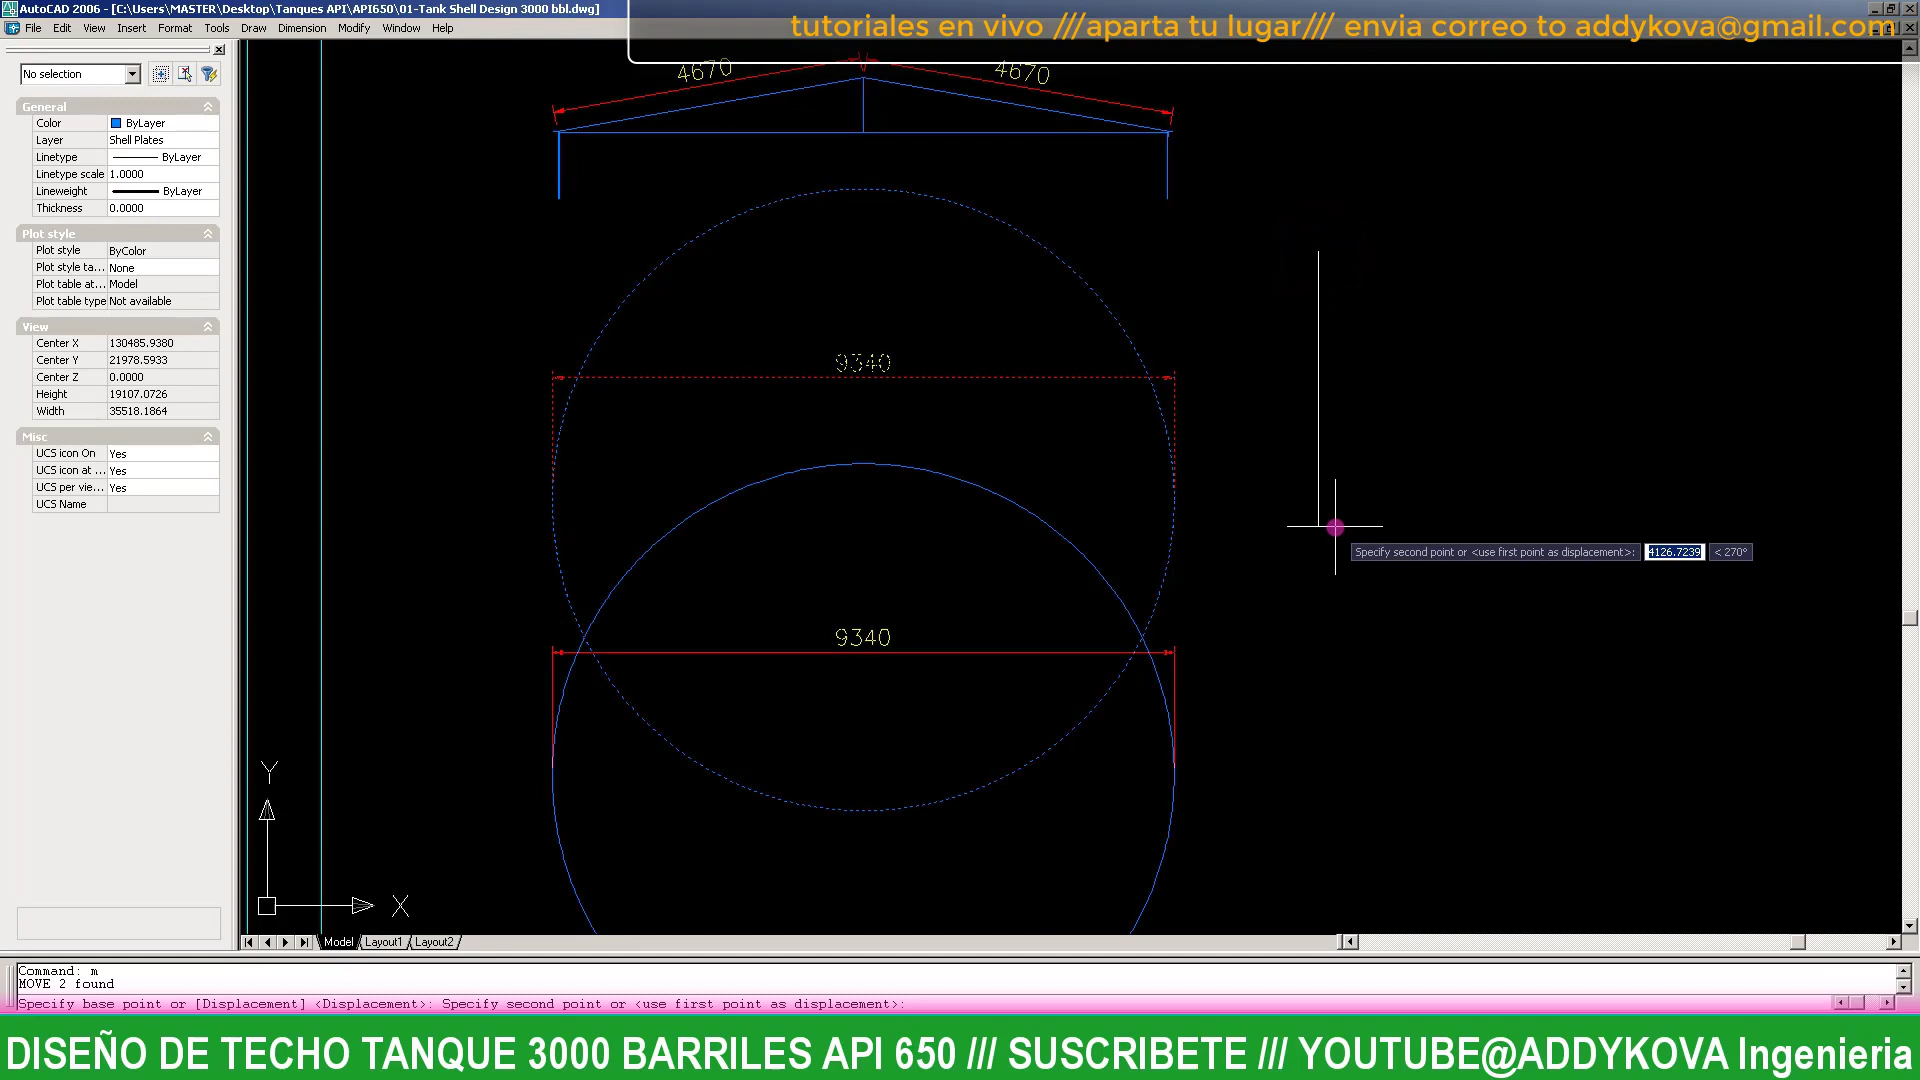 AutoCAD 2006 - [C:\Users\MASTER\Desktop\Tanques API\API650\01-Tank Shell Design 3000 bbl.dwg]
tutoriales en vivo ///aparta tu lugar/// envia correo to addykova@gmail.com
File Edit View Insert Format Tools Draw Dimension Modify Window Help
No selection
General
Color ByLayer
Layer Shell Plates
Linetype ByLayer
Linetype scale 1.0000
Lineweight ByLayer
Thickness 0.0000
Plot style
Plot style ByColor
Plot style ta... None
Plot table at... Model
Plot table type Not available
View
Center X 130485.9380
Center Y 21978.5933
Center Z 0.0000
Height 19107.0726
Width 35518.1864
Misc
UCS icon On Yes
UCS icon at ... Yes
UCS per vie... Yes
UCS Name
4670 4670
9340
Specify second point or <use first point as displacement>: 4126.7239 < 270°
9340
Y
X
Model Layout1 Layout2
Command: m
MOVE 2 found
Specify base point or [Displacement] <Displacement>: Specify second point or <use first point as displacement>:
DISEÑO DE TECHO TANQUE 3000 BARRILES API 650 /// SUSCRIBETE /// YOUTUBE@ADDYKOVA Ingenieria